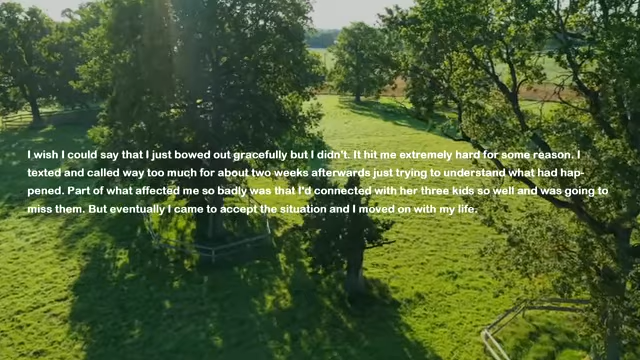 I wish I could say that I just bowed out gracefully but I didn't. It hit me extremely hard for some reason. I
texted and called way too much for about two weeks afterwards just trying to understand what had hap-
pened. Part of what affected me so badly was that I'd connected with her three kids so well and was going to
miss them. But eventually I came to accept the situation and I moved on with my life.